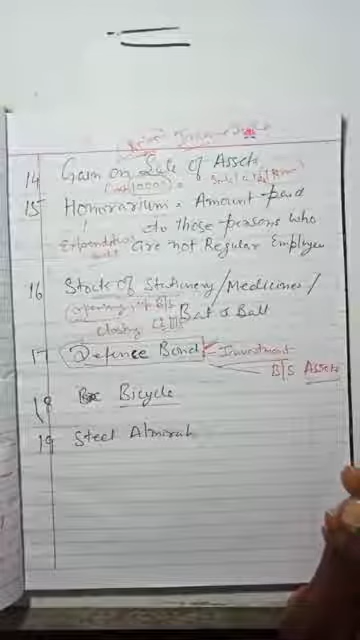 14 Gain on Sale of Assets
15 Honorarium = Amount paid
to those persons who
Expenditure are not Regular Employee
16 Stock of Stationery/Medicines/
opening B/S Bat & Ball
closing
17 Defence Bond Investment
B/S Assets
18 Bicycle
19 Steel Almirah